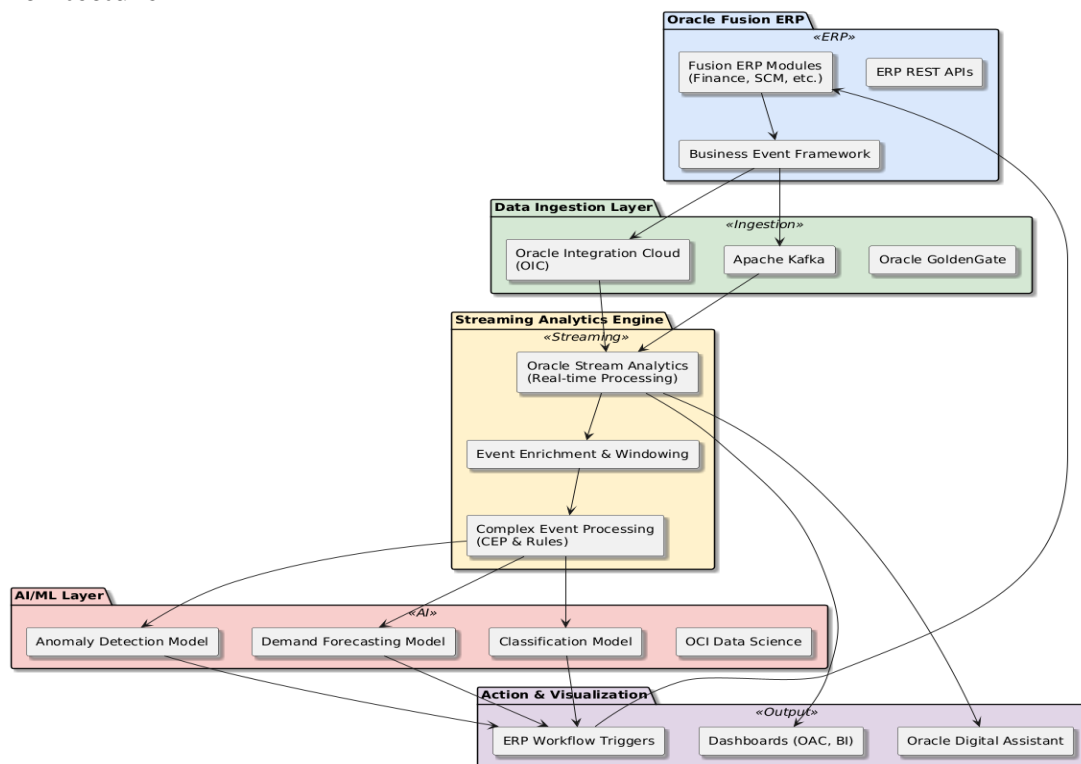 Oracle Fusion ERP
«ERP»
Fusion ERP Modules
(Finance, SCM, etc.)
ERP REST APIs
Business Event Framework
Data Ingestion Layer
«Ingestion»
Oracle Integration Cloud
(OIC)
Apache Kafka
Oracle GoldenGate
Streaming Analytics Engine
«Streaming»
Oracle Stream Analytics
(Real-time Processing)
Event Enrichment & Windowing
Complex Event Processing
(CEP & Rules)
AI/ML Layer
«AI»
Anomaly Detection Model
Demand Forecasting Model
Classification Model
OCI Data Science
Action & Visualization
«Output»
ERP Workflow Triggers
Dashboards (OAC, BI)
Oracle Digital Assistant